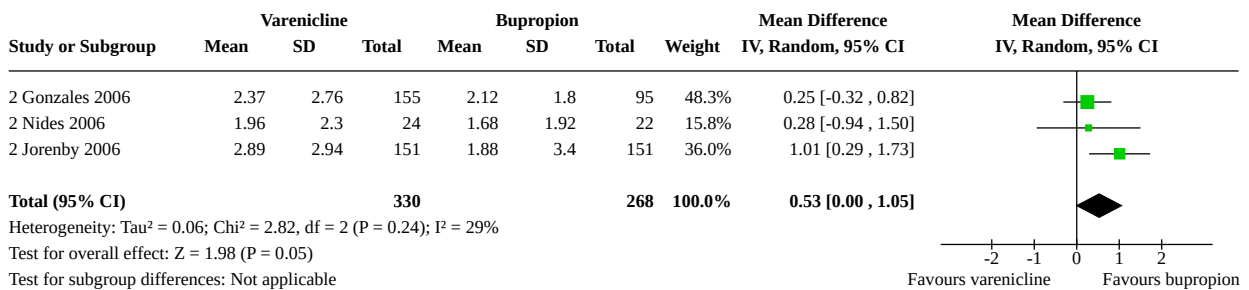 Varenicline Bupropion Mean Difference Mean Difference
Study or Subgroup Mean SD Total Mean SD Total Weight IV, Random, 95% CI IV, Random, 95% CI
2 Gonzales 2006 2.37 2.76 155 2.12 1.8 95 48.3% 0.25 [-0.32 , 0.82]
2 Nides 2006 1.96 2.3 24 1.68 1.92 22 15.8% 0.28 [-0.94 , 1.50]
2 Jorenby 2006 2.89 2.94 151 1.88 3.4 151 36.0% 1.01 [0.29 , 1.73]
Total (95% CI) 330 268 100.0% 0.53 [0.00 , 1.05]
Heterogeneity: Tau² = 0.06; Chi² = 2.82, df = 2 (P = 0.24); I² = 29%
Test for overall effect: Z = 1.98 (P = 0.05) -2 -1 0 1 2
Test for subgroup differences: Not applicable Favours varenicline Favours bupropion